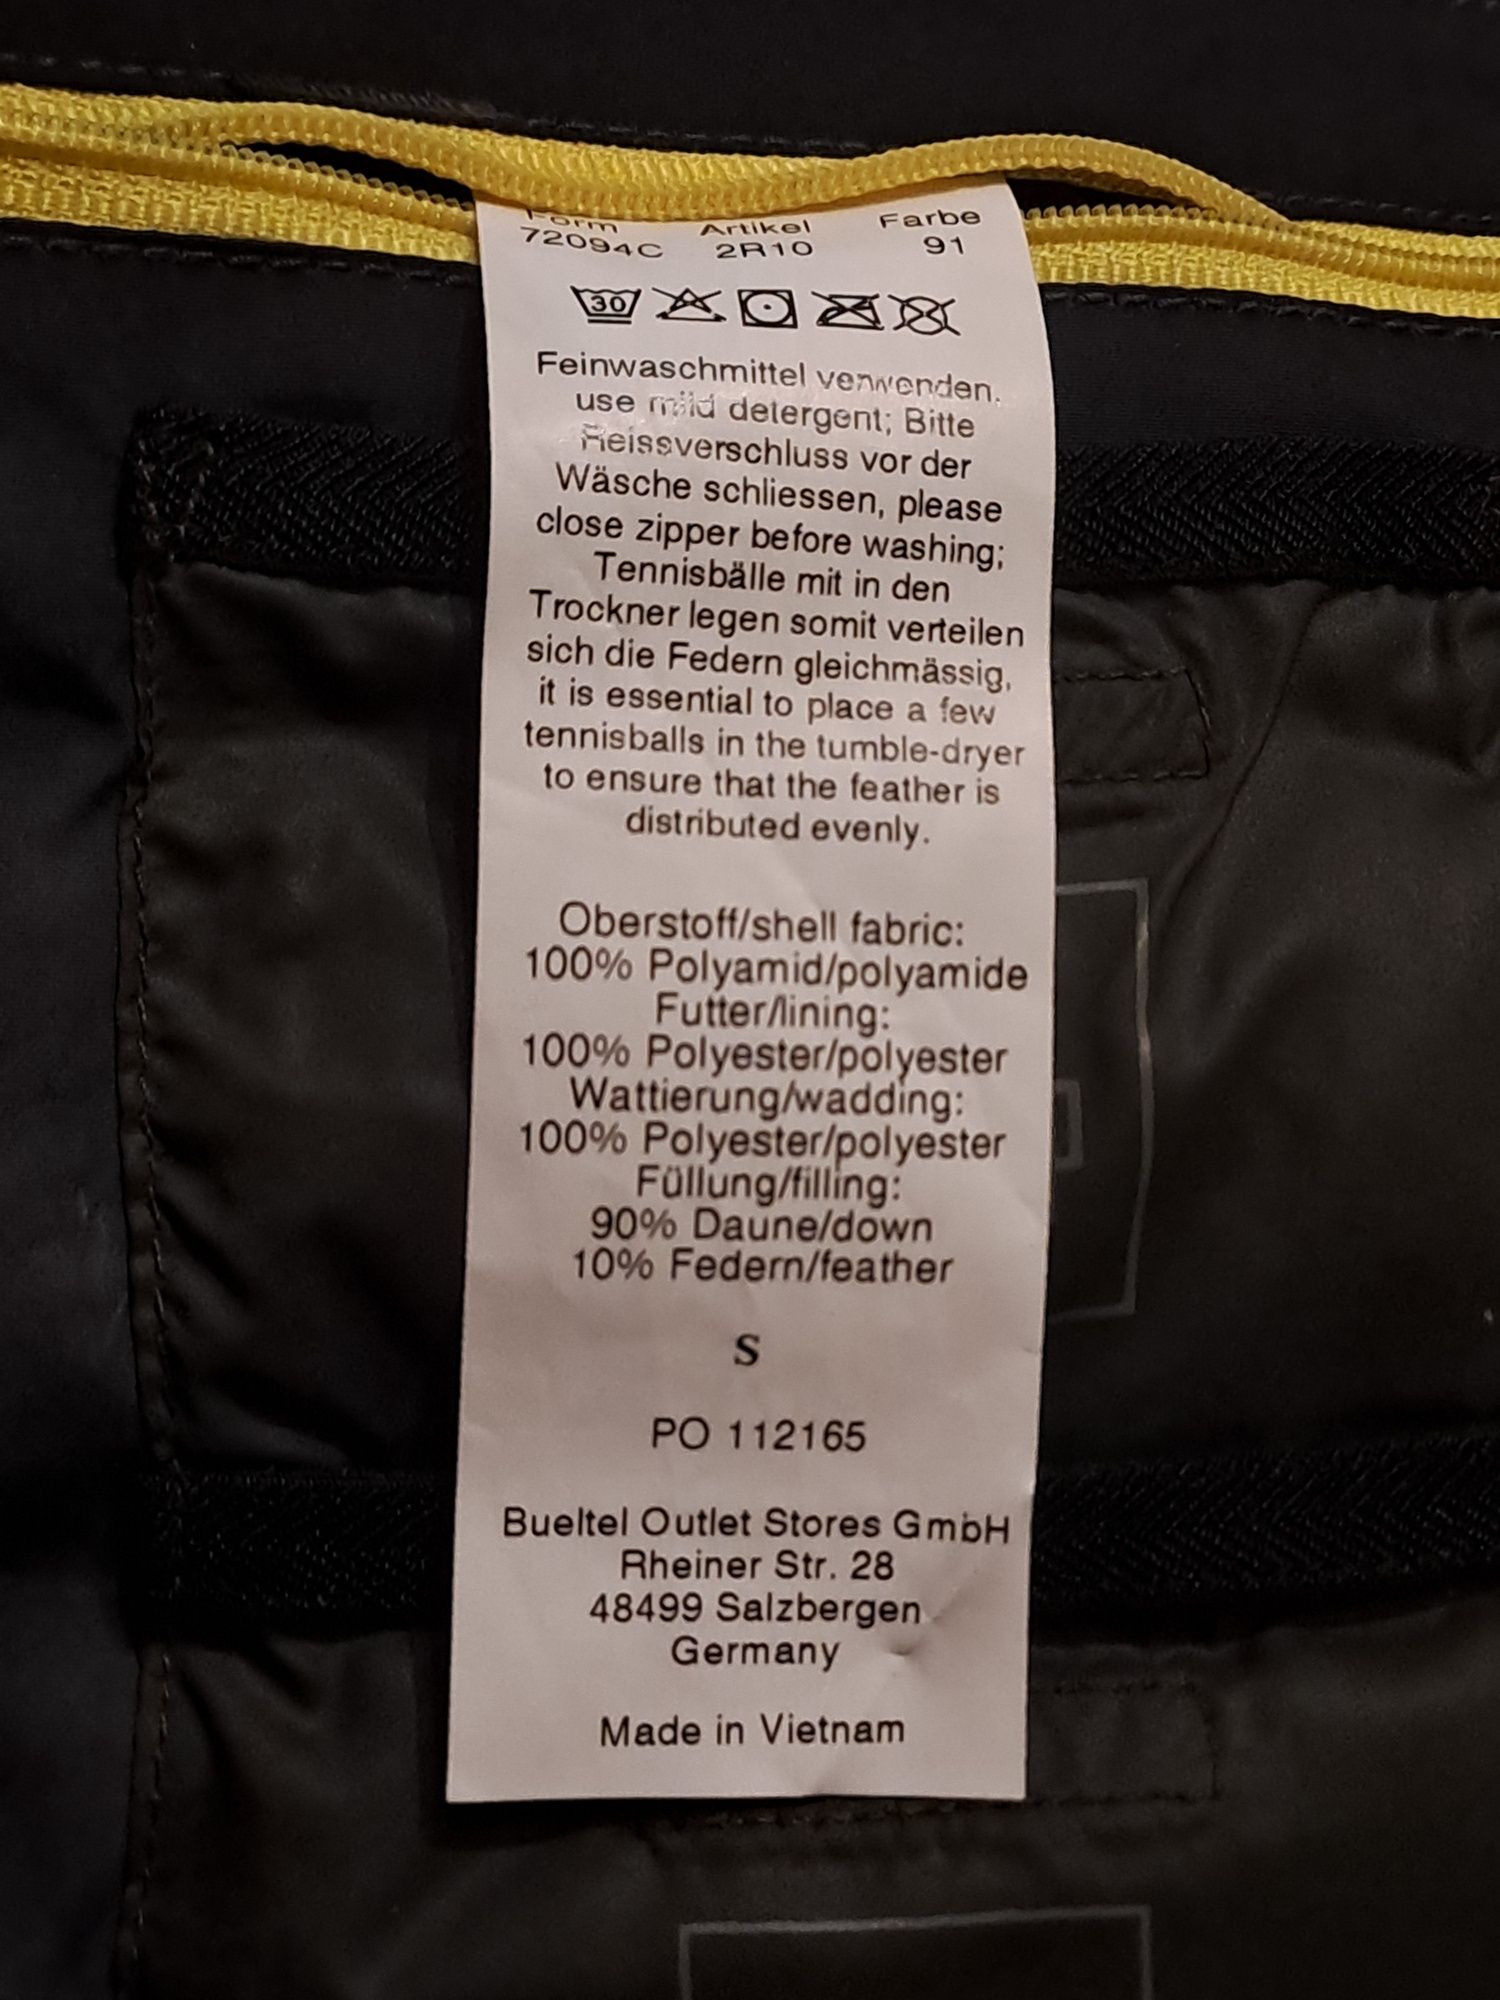 Form Artikel Farbe
72094C 2R10 91
30
Feinwaschmittel verwenden,
use mild detergent; Bitte
Reissverschluss vor der
Wäsche schliessen, please
close zipper before washing;
Tennisbälle mit in den
Trockner legen somit verteilen
sich die Federn gleichmässig,
it is essential to place a few
tennisballs in the tumble-dryer
to ensure that the feather is
distributed evenly.
Oberstoff/shell fabric:
100% Polyamid/polyamide
Futter/lining:
100% Polyester/polyester
Wattierung/wadding:
100% Polyester/polyester
Füllung/filling:
90% Daune/down
10% Federn/feather
S
PO 112165
Bueltel Outlet Stores GmbH
Rheiner Str. 28
48499 Salzbergen
Germany
Made in Vietnam